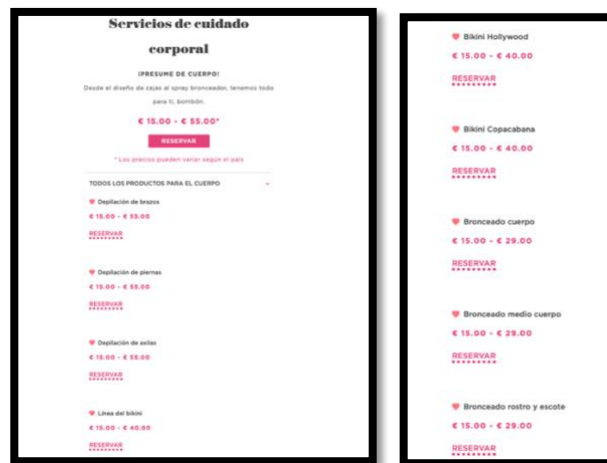 Servicios de cuidado
corporal
¡PRESUME DE CUERPO!
Desde el diseño de cejas al spray bronceador, tenemos todo
para ti, bombón.
€ 15.00 - € 55.00*
RESERVAR
* Los precios pueden variar según el país
TODOS LOS PRODUCTOS PARA EL CUERPO
Depilación de brazos
€ 15.00 - € 55.00
RESERVAR
Depilación de piernas
€ 15.00 - € 55.00
RESERVAR
Depilación de axilas
€ 15.00 - € 55.00
RESERVAR
Línea del bikini
€ 15.00 - € 40.00
RESERVAR
Bikini Hollywood
€ 15.00 - € 40.00
RESERVAR
Bikini Copacabana
€ 15.00 - € 40.00
RESERVAR
Bronceado cuerpo
€ 15.00 - € 29.00
RESERVAR
Bronceado medio cuerpo
€ 15.00 - € 29.00
RESERVAR
Bronceado rostro y escote
€ 15.00 - € 29.00
RESERVAR